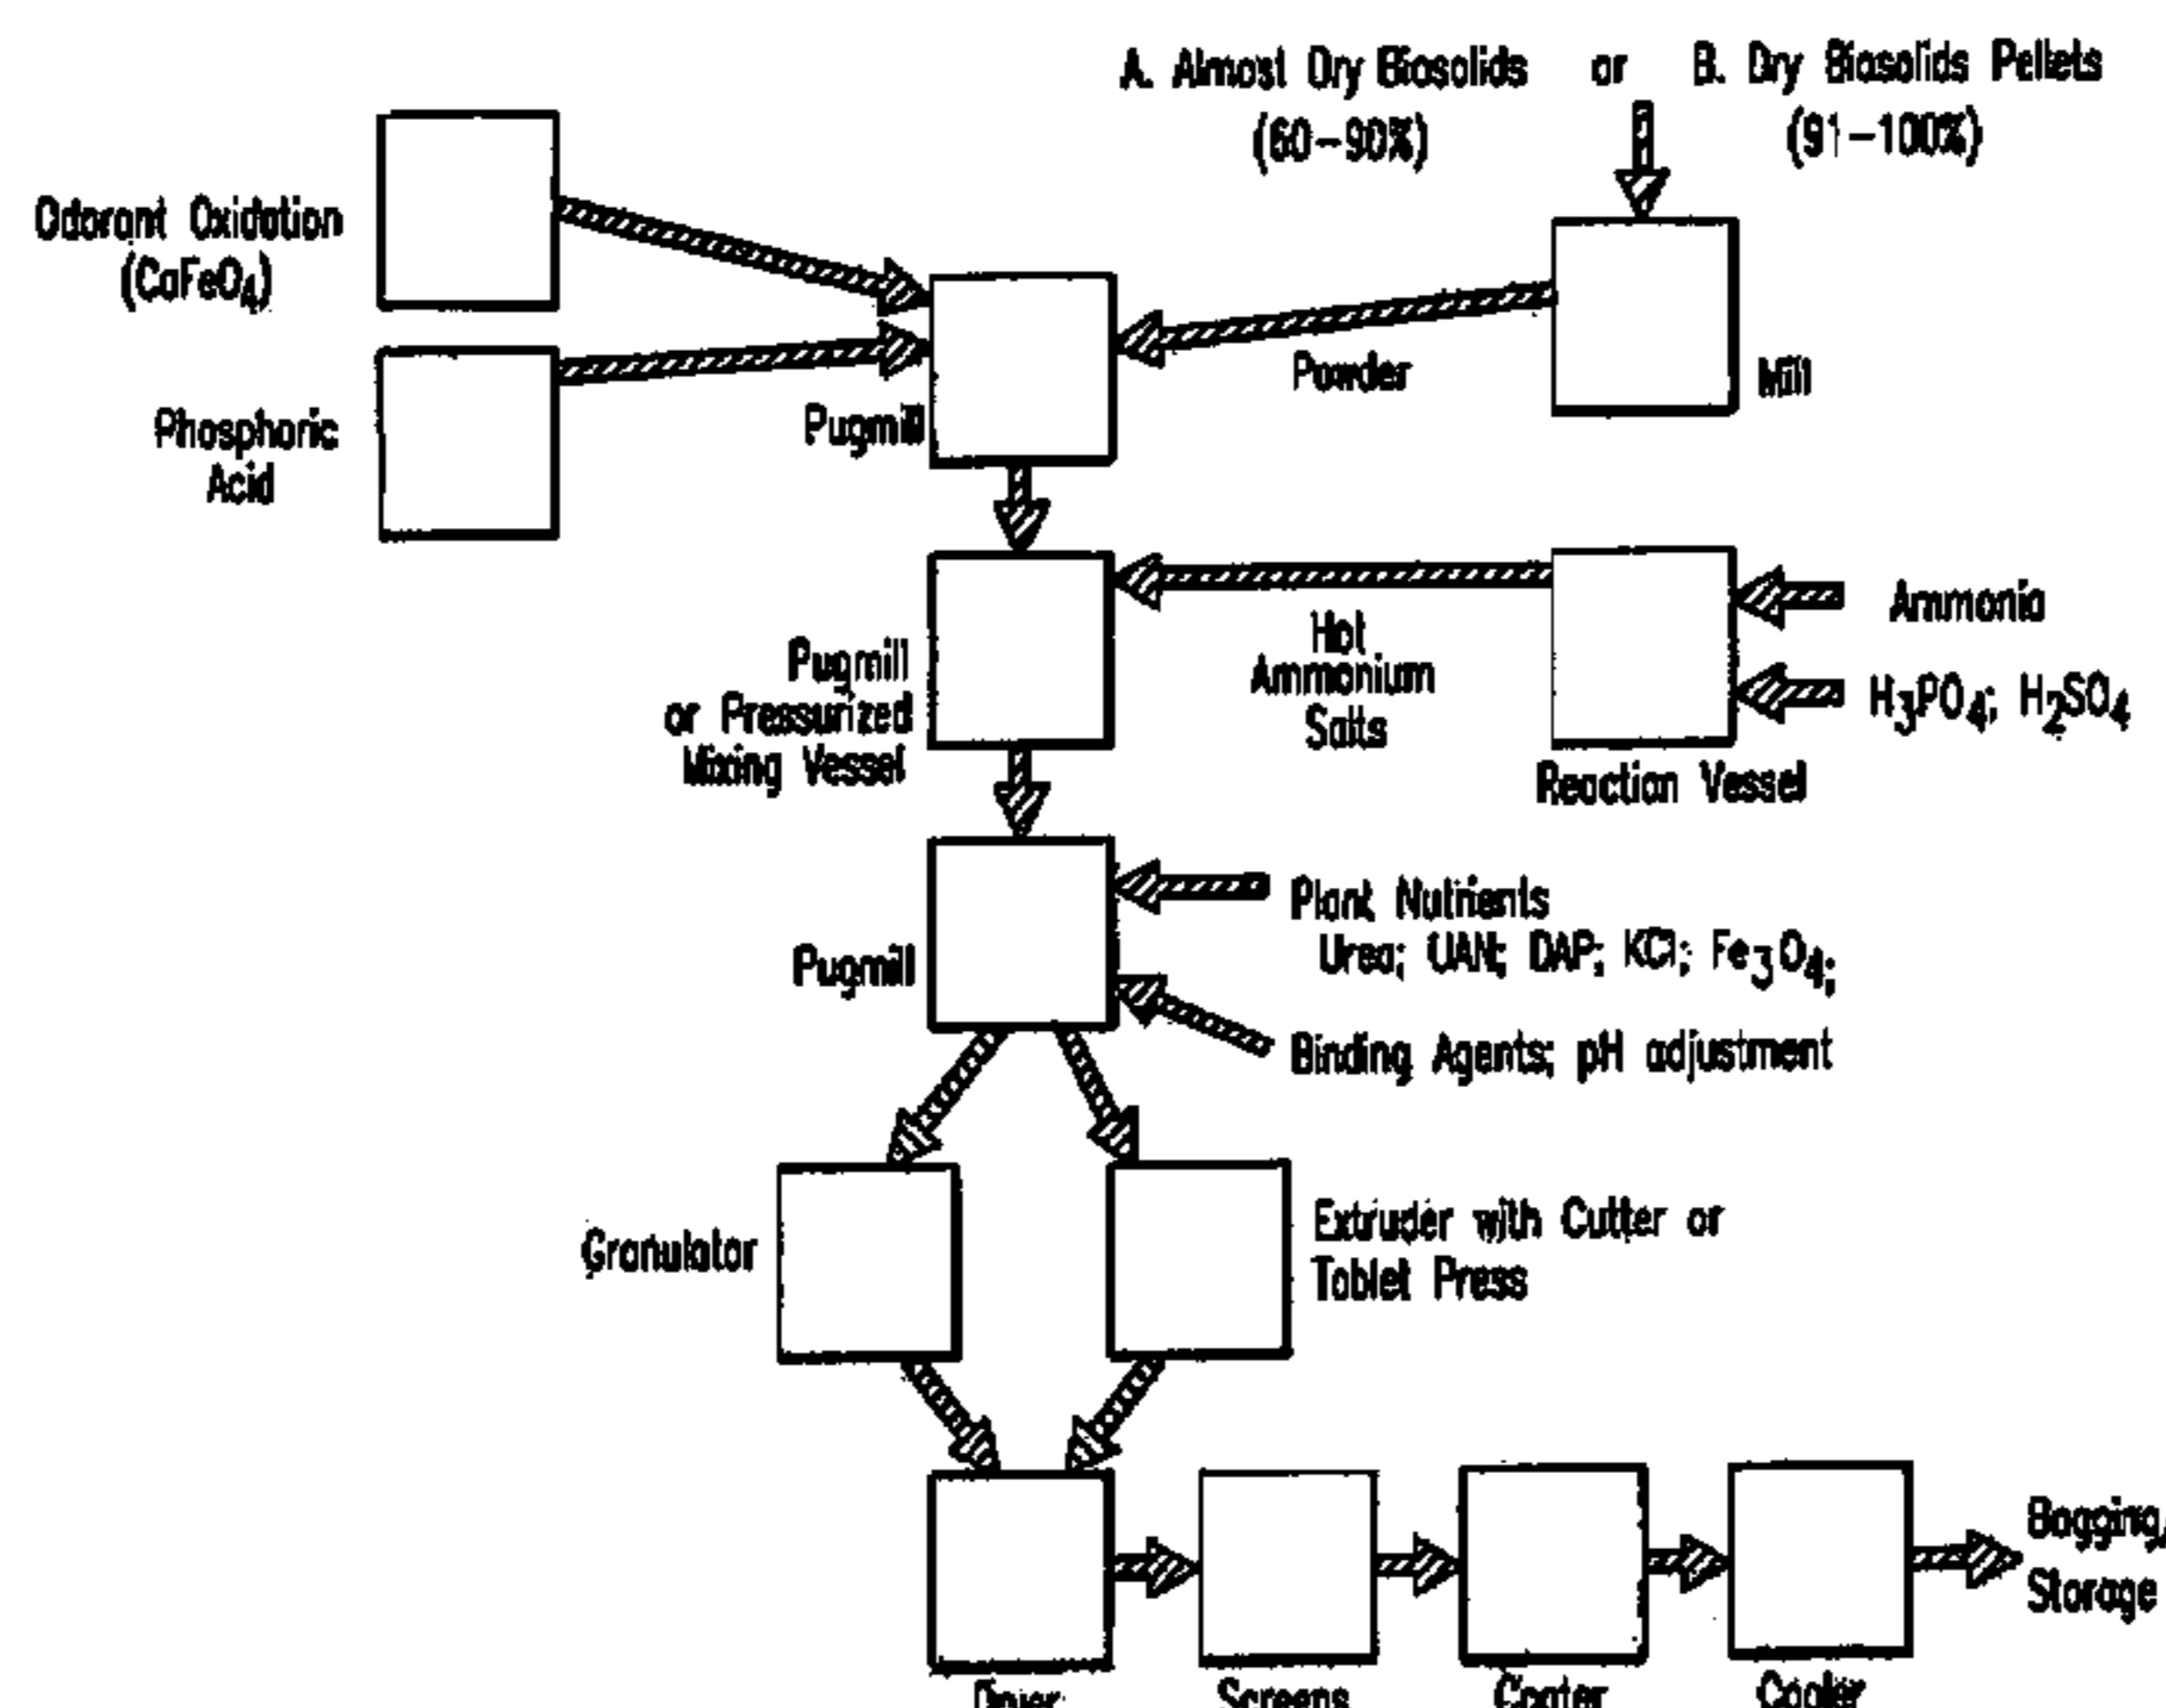 A. Almost Dry Biosolids or B. Dry Biosolids Pellets
(60-90%) (91-100%)
Odorant Oxidation
(CaFeO4)
Phosphoric
Acid
Pugmill
Powder
Mill
Pugmill
or Pressurized
Mixing Vessel
Hot
Ammonium
Salts
Ammonia
H3PO4; H2SO4
Reaction Vessel
Pugmill
Plant Nutrients
Urea; UAN; DAP; KCl; Fe3O4;
Binding Agents; pH adjustment
Granulator
Extruder with Cutter or
Tablet Press
Bagging,
Storage
Drier
Screens
Coater
Cooler